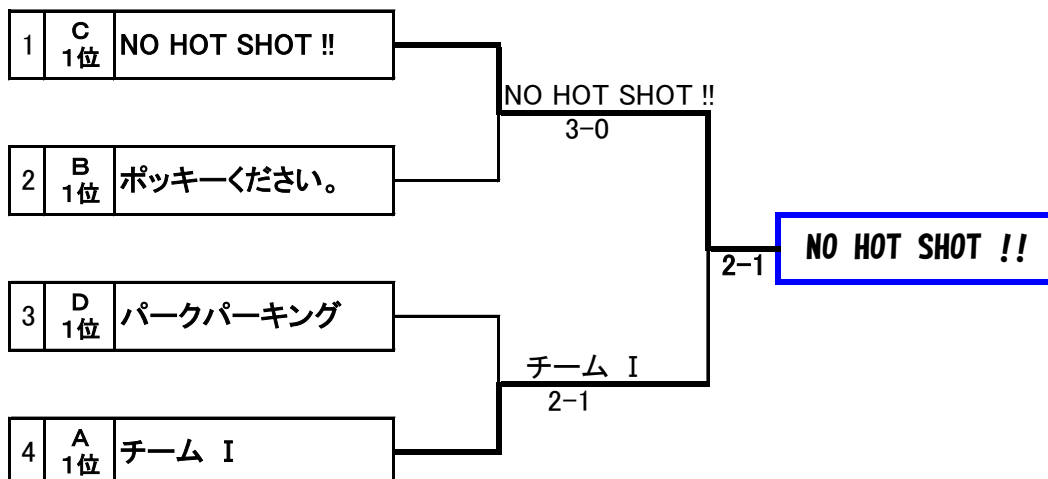 1 C 1位 NO HOT SHOT !!
NO HOT SHOT !!
3-0
2 B 1位 ポッキーください。
2-1 NO HOT SHOT !!
3 D 1位 パークパーキング
チーム I
2-1
4 A 1位 チーム I